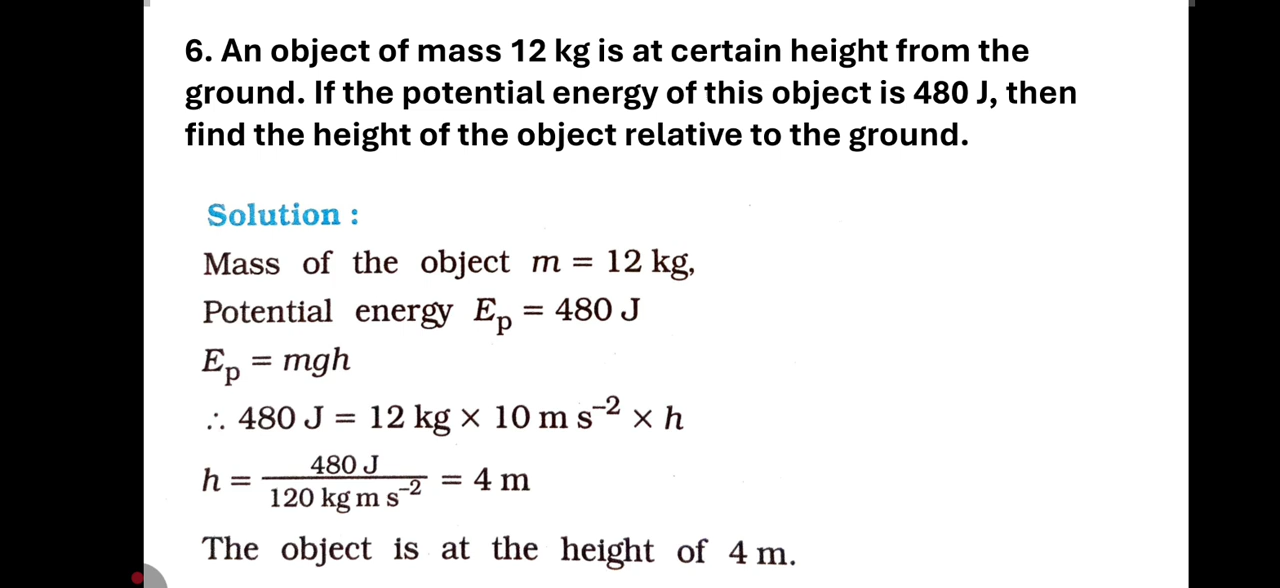 6. An object of mass 12 kg is at certain height from the
ground. If the potential energy of this object is 480 J, then
find the height of the object relative to the ground.
Solution :
Mass of the object m = 12 kg,
Potential energy Eₚ = 480 J
Eₚ = mgh
∴ 480 J = 12 kg × 10 m s⁻² × h
h = 480 J / 120 kg m s⁻² = 4 m
The object is at the height of 4 m.